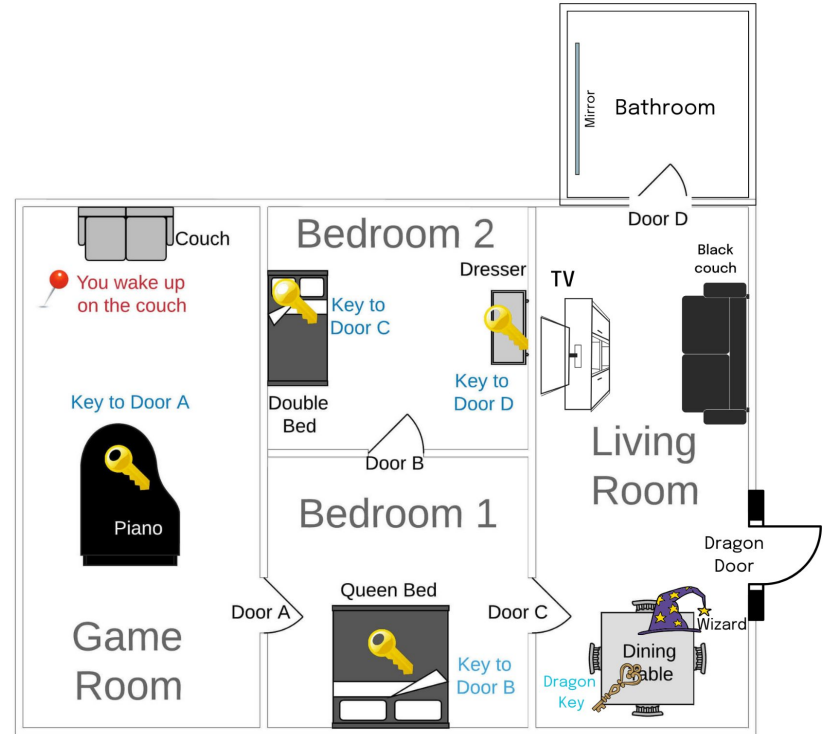 Mirror
Bathroom
Door D
Couch
You wake up
on the couch
Bedroom 2
Dresser
Key to
Door C
Key to
Door D
Double
Bed
Door B
TV
Black
couch
Living
Room
Key to Door A
Piano
Bedroom 1
Dragon
Door
Door A
Queen Bed
Door C
Key to
Door B
Wizard
Dining
Table
Dragon
Key
Game
Room